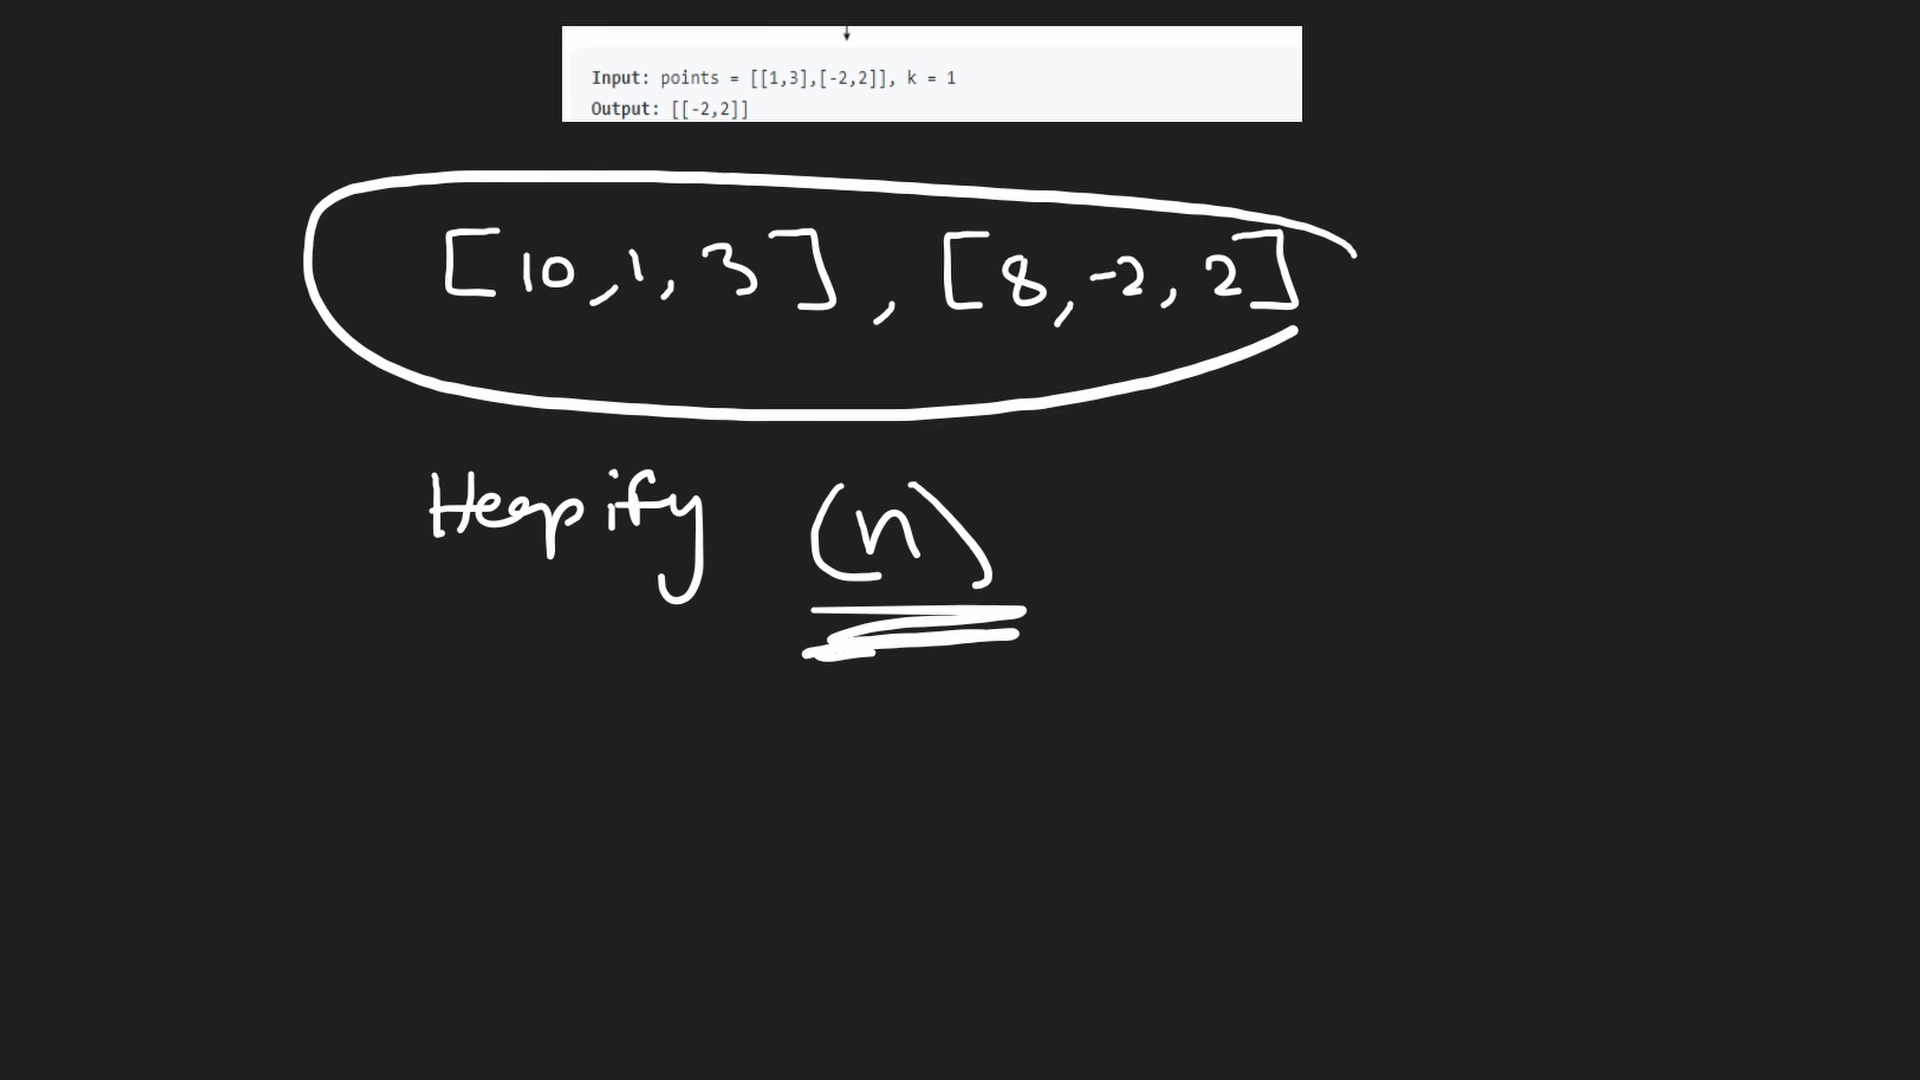 Input: points = [[1,3],[-2,2]], k = 1
Output: [[-2,2]]
[10,1,3], [8,-2,2]
Heapify (n)